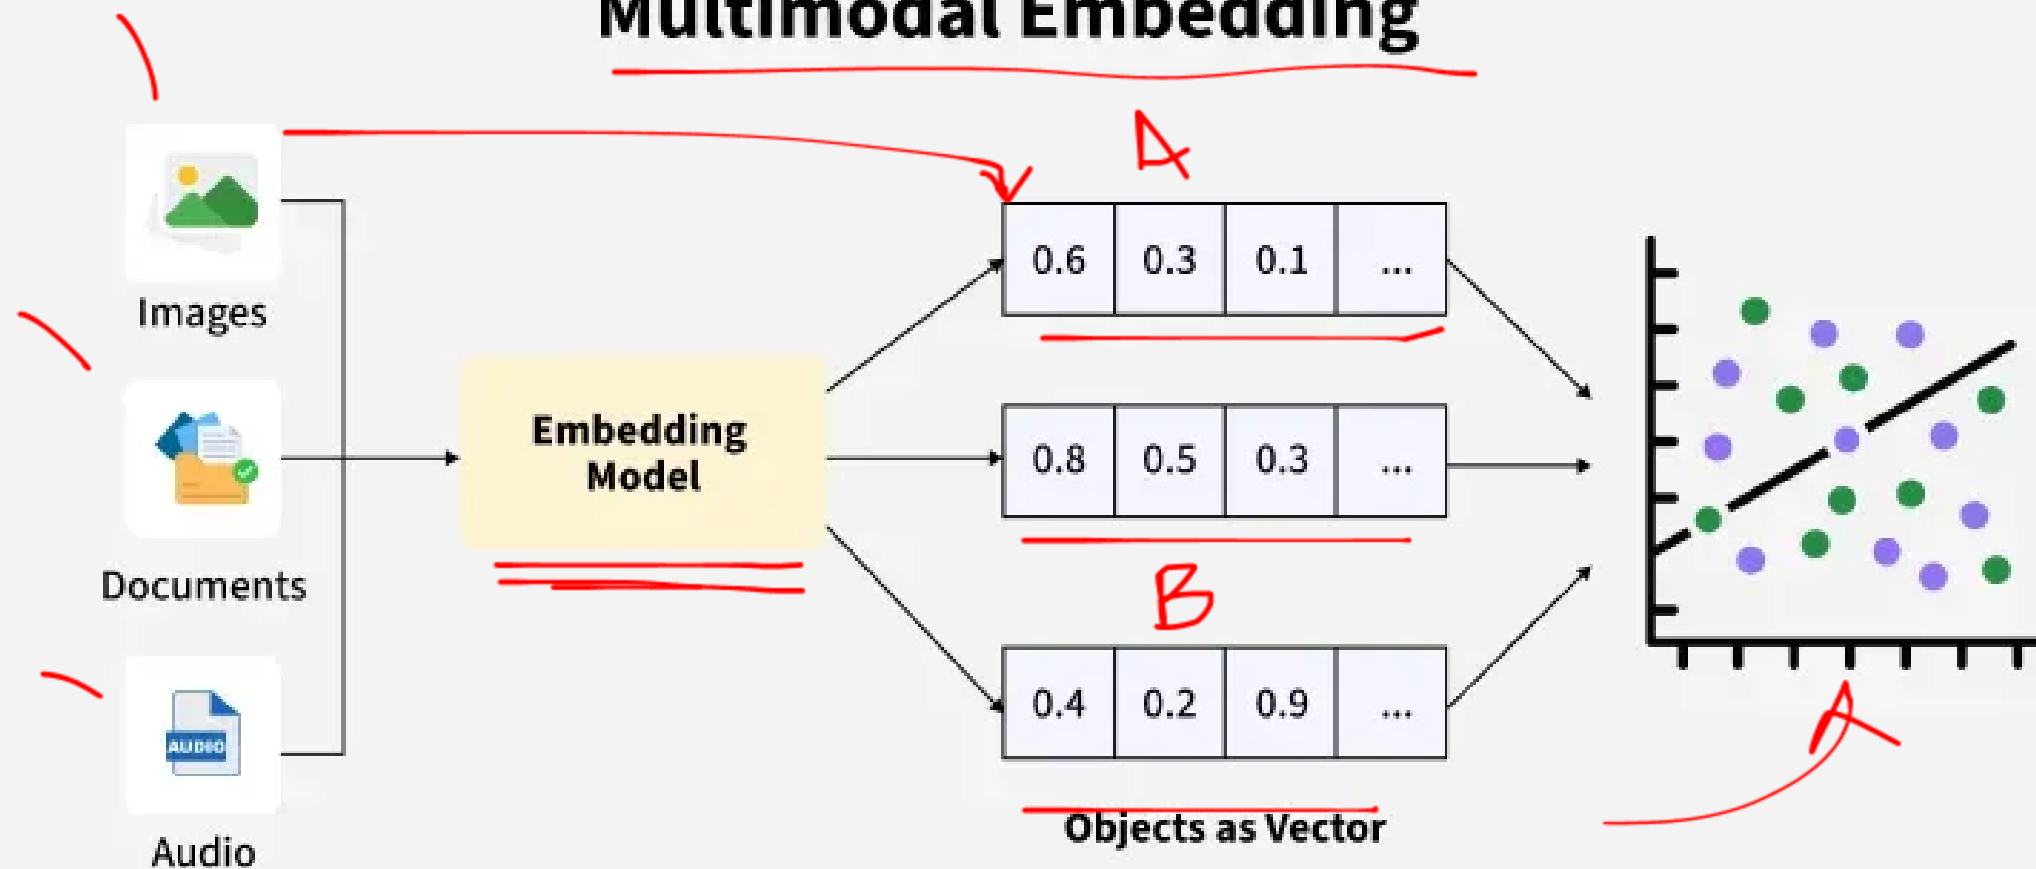 Multimodal Embedding
A
Images
0.6 0.3 0.1 ...
Documents
Embedding
Model
0.8 0.5 0.3 ...
B
AUDIO
Audio
0.4 0.2 0.9 ...
Objects as Vector